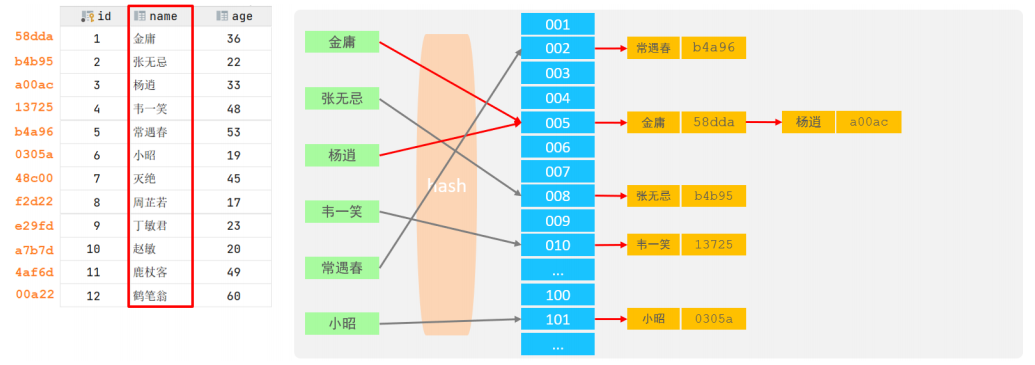 id name age
58dda 1 金庸 36
b4b95 2 张无忌 22
a00ac 3 杨逍 33
13725 4 韦一笑 48
b4a96 5 常遇春 53
0305a 6 小昭 19
48c00 7 灭绝 45
f2d22 8 周芷若 17
e29fd 9 丁敏君 23
a7b7d 10 赵敏 20
4af6d 11 鹿杖客 49
00a22 12 鹤笔翁 60
金庸
张无忌
杨逍
韦一笑
常遇春
小昭
hash
001
002 常遇春 b4a96
003
004
005 金庸 58dda 杨逍 a00ac
006
007
008 张无忌 b4b95
009
010 韦一笑 13725
...
100
101 小昭 0305a
...